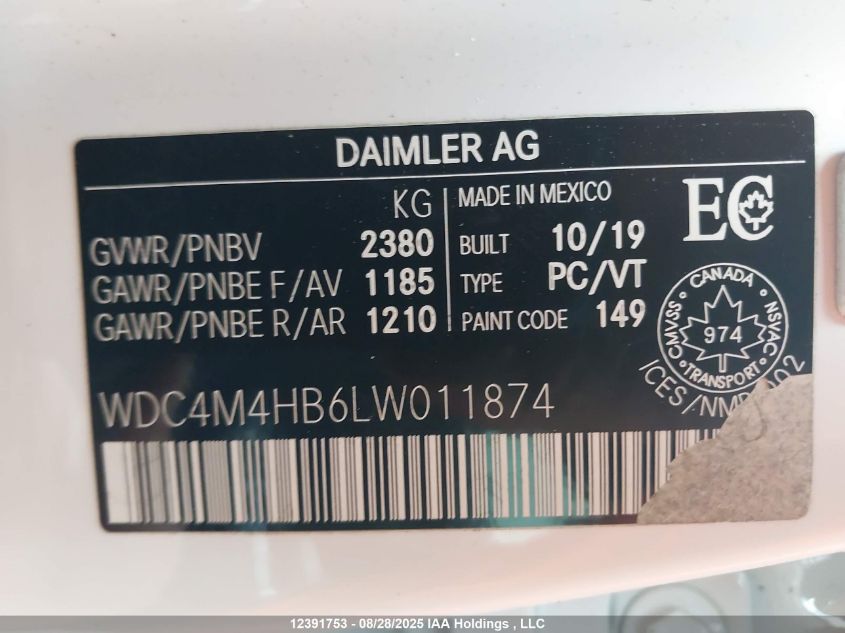 DAIMLER AG
KG
GVWR/PNBV 2380
GAWR/PNBE F/AV 1185
GAWR/PNBE R/AR 1210
MADE IN MEXICO
BUILT 10/19
TYPE PC/VT
PAINT CODE 149
EC
CANADA
CMVSS 974 NSVAC
TRANSPORT
ICES/NM
WDC4M4HB6LW011874
12391753 - 08/28/2025 IAA Holdings , LLC